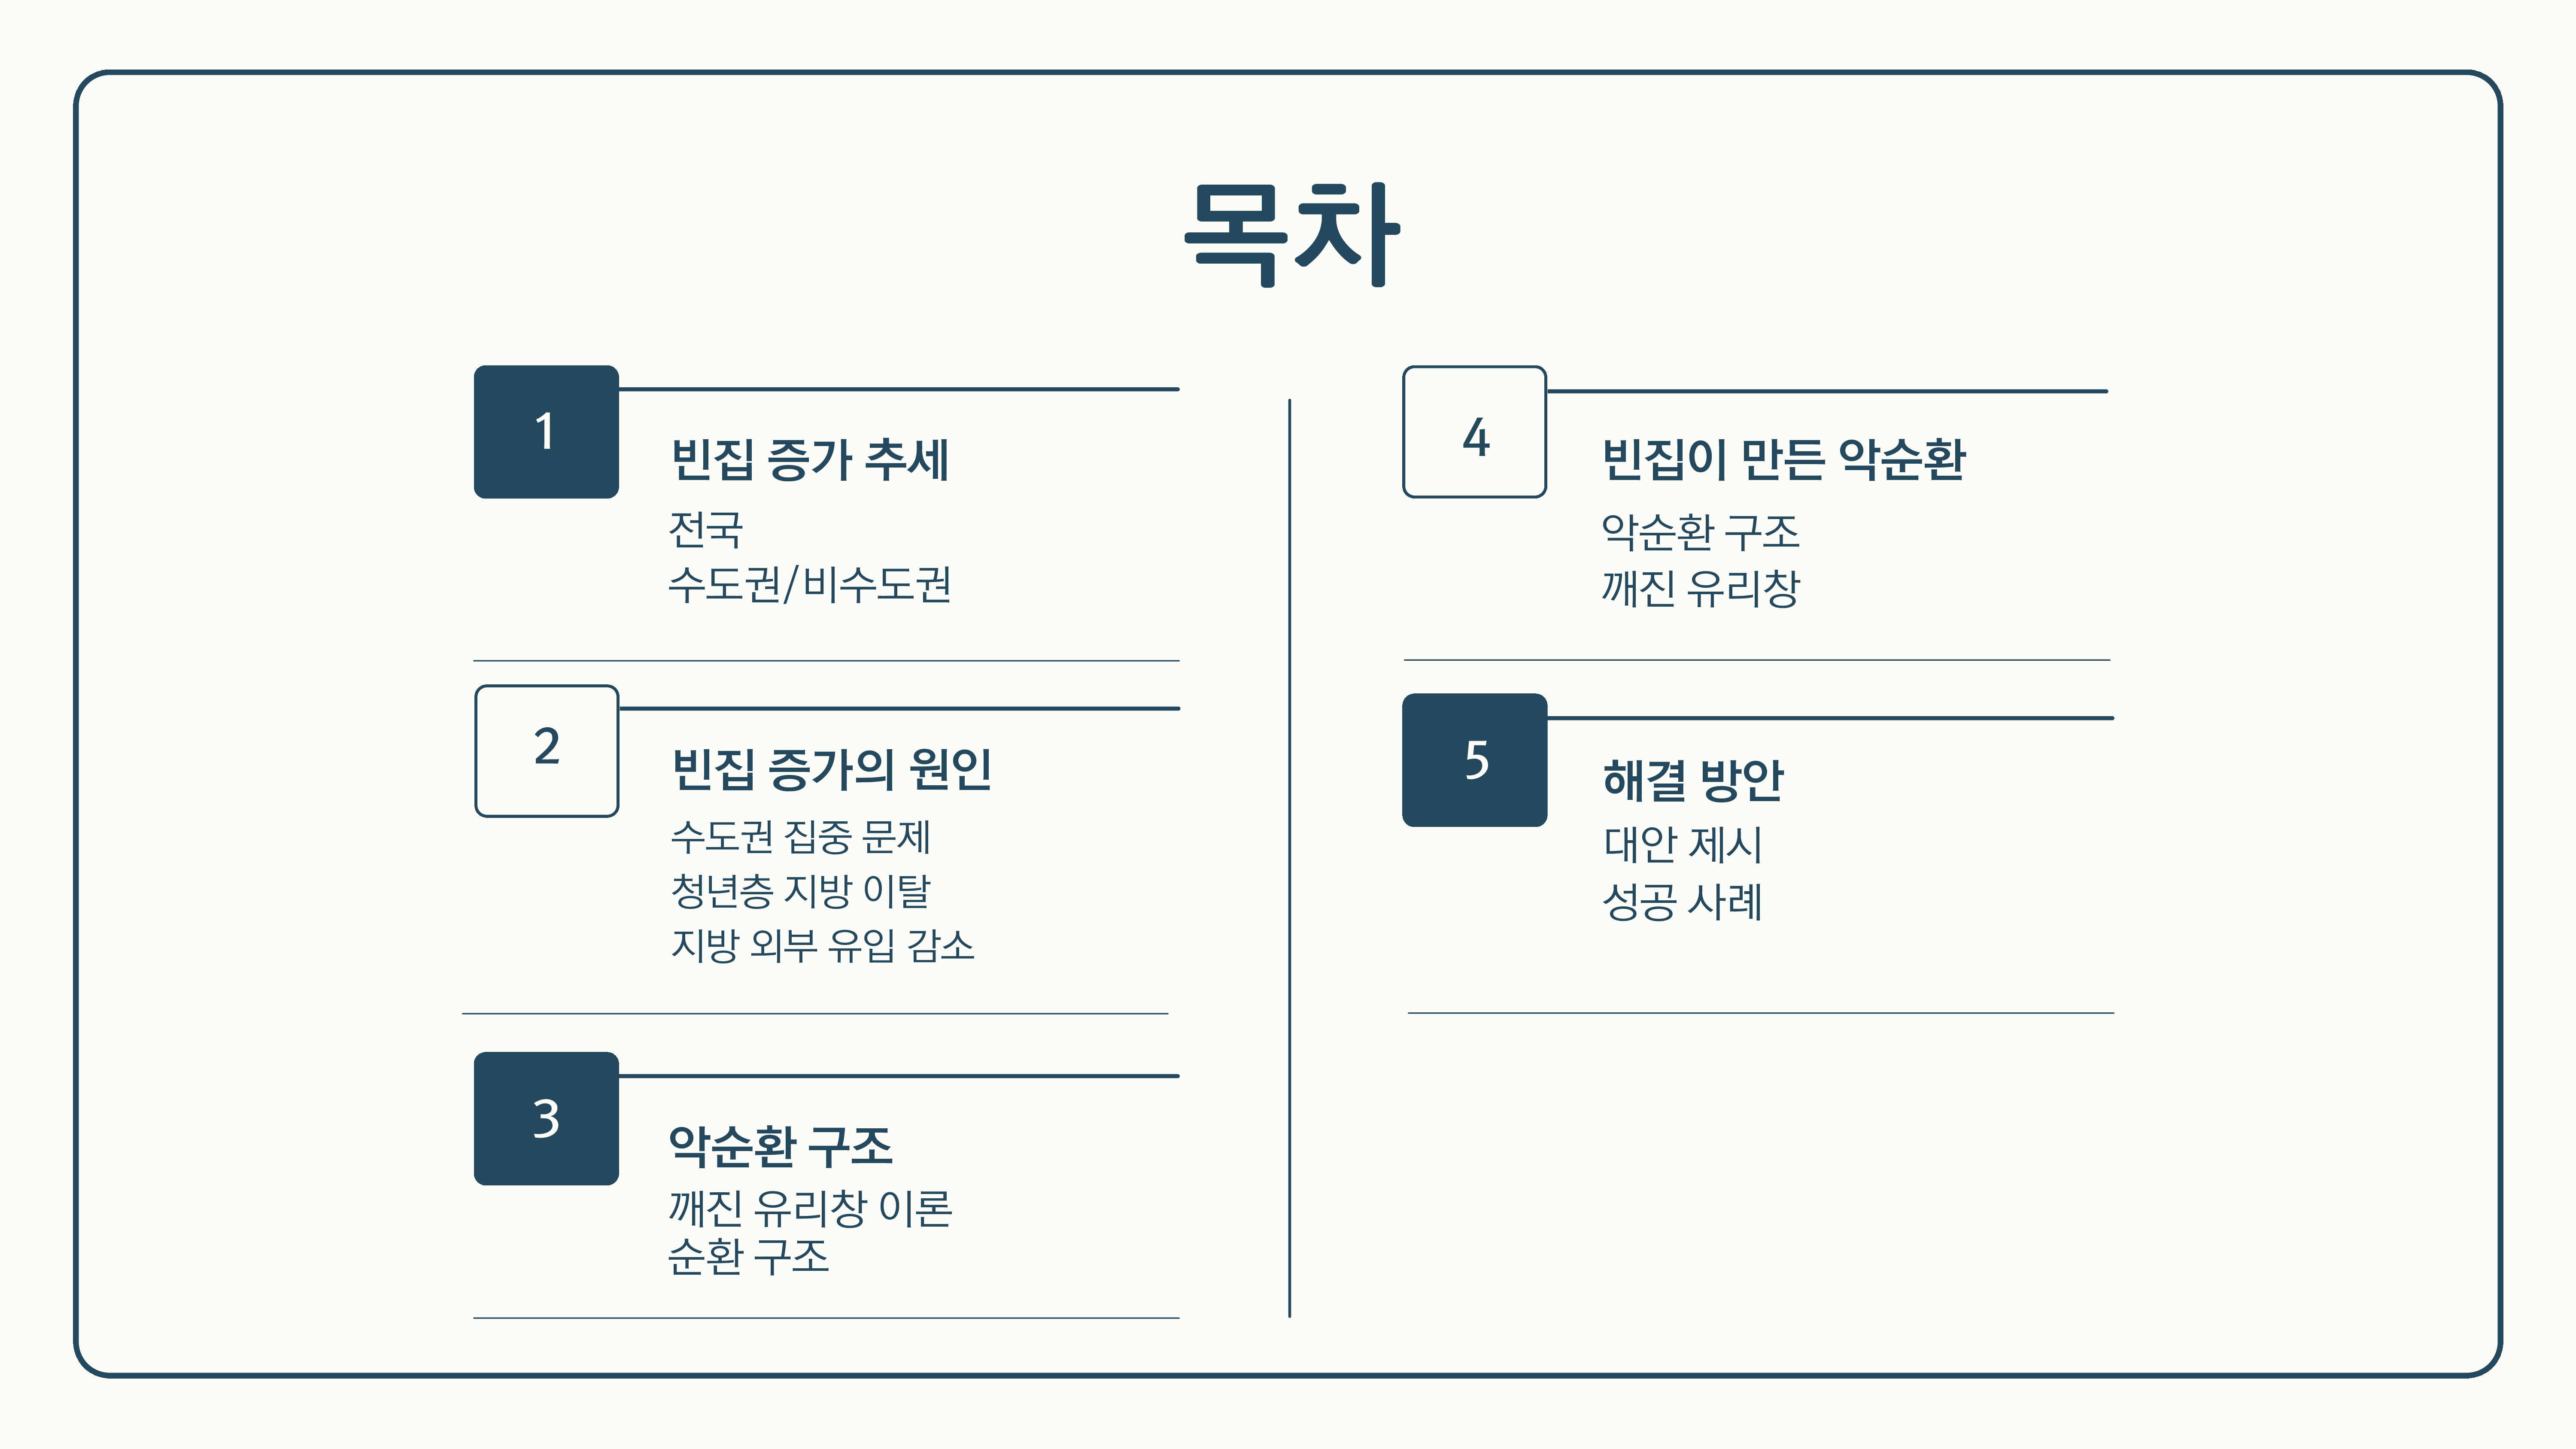 목차
1
빈집 증가 추세
전국
수도권/비수도권
2
빈집 증가의 원인
수도권 집중 문제
청년층 지방 이탈
지방 외부 유입 감소
3
악순환 구조
깨진 유리창 이론
순환 구조
4
빈집이 만든 악순환
악순환 구조
깨진 유리창
5
해결 방안
대안 제시
성공 사례